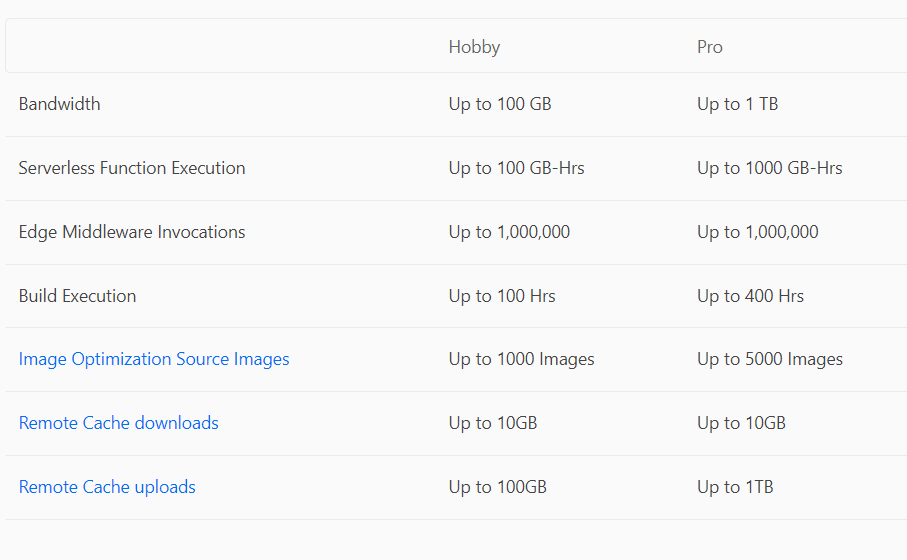 Hobby Pro
Bandwidth Up to 100 GB Up to 1 TB
Serverless Function Execution Up to 100 GB-Hrs Up to 1000 GB-Hrs
Edge Middleware Invocations Up to 1,000,000 Up to 1,000,000
Build Execution Up to 100 Hrs Up to 400 Hrs
Image Optimization Source Images Up to 1000 Images Up to 5000 Images
Remote Cache downloads Up to 10GB Up to 10GB
Remote Cache uploads Up to 100GB Up to 1TB